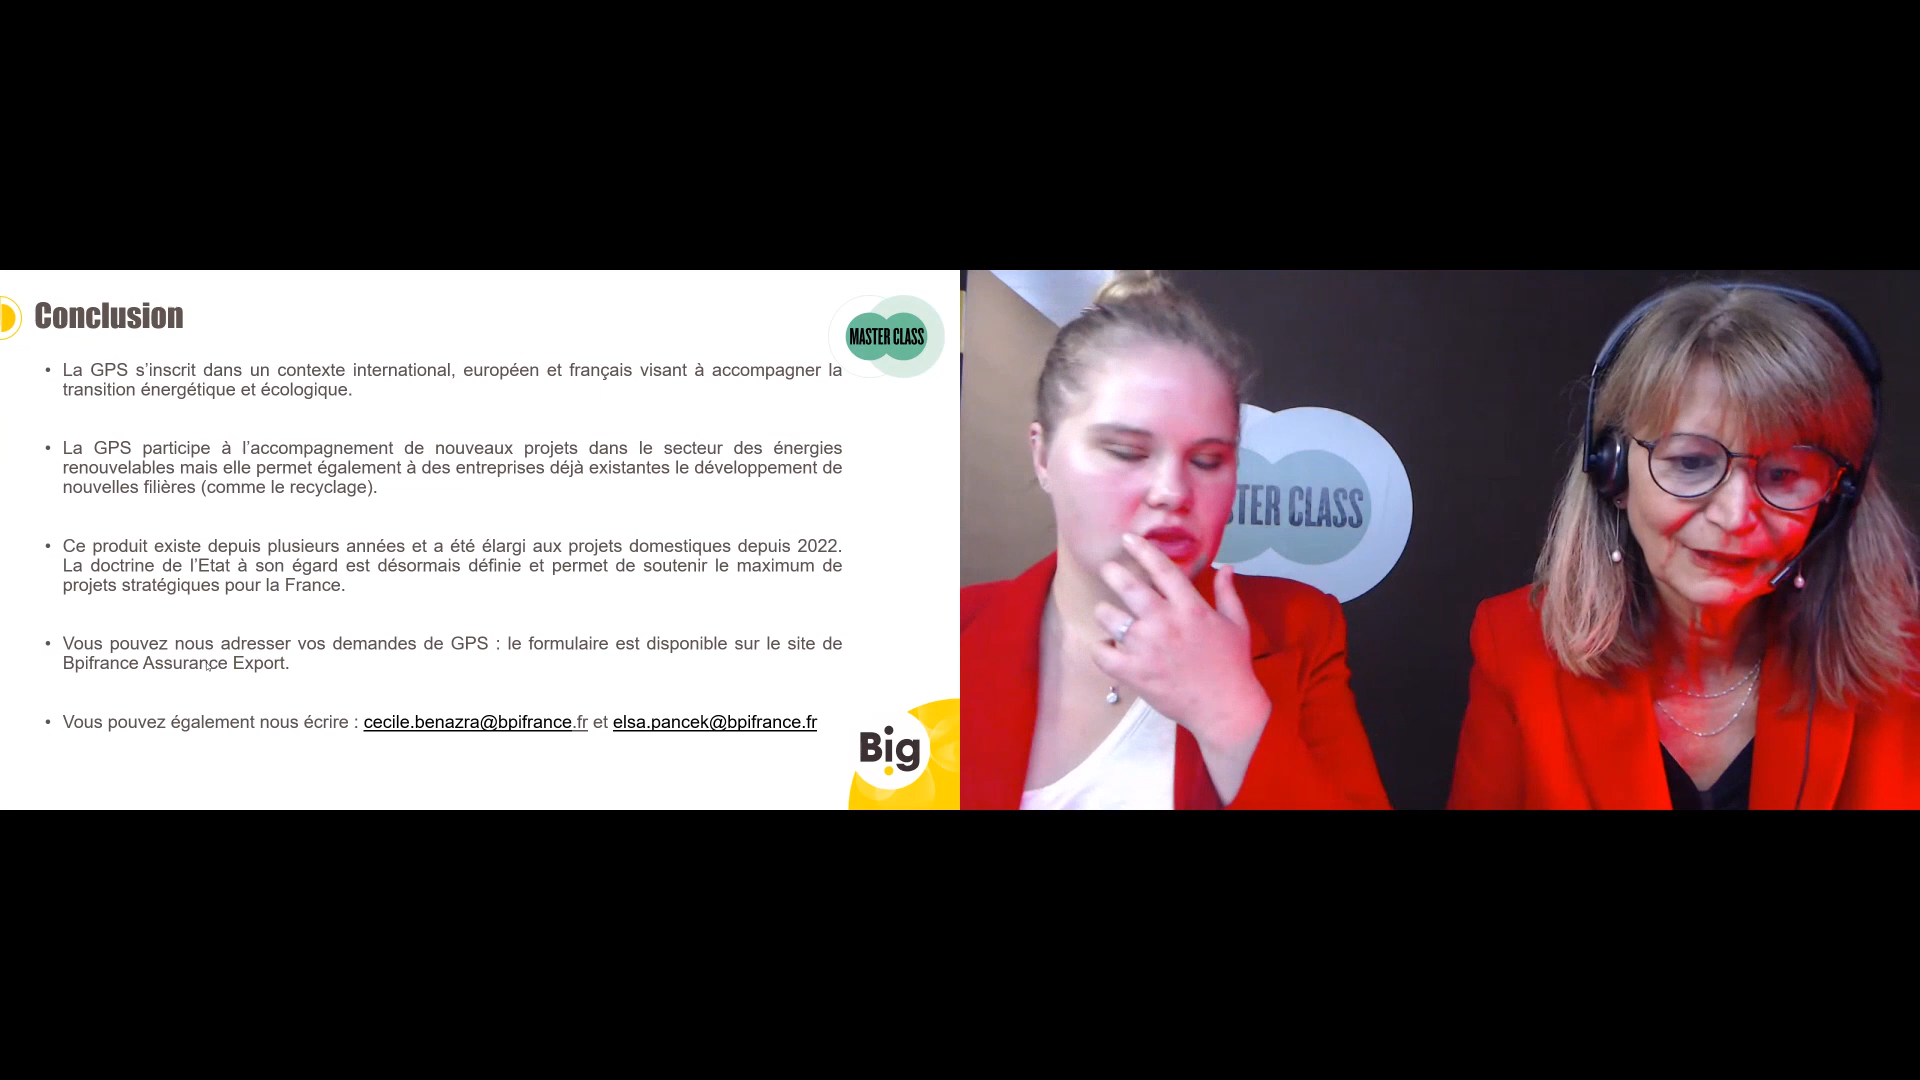 Conclusion
MASTER CLASS
• La GPS s’inscrit dans un contexte international, européen et français visant à accompagner la
transition énergétique et écologique.
• La GPS participe à l’accompagnement de nouveaux projets dans le secteur des énergies
renouvelables mais elle permet également à des entreprises déjà existantes le développement de
nouvelles filières (comme le recyclage).
• Ce produit existe depuis plusieurs années et a été élargi aux projets domestiques depuis 2022.
La doctrine de l’Etat à son égard est désormais définie et permet de soutenir le maximum de
projets stratégiques pour la France.
• Vous pouvez nous adresser vos demandes de GPS : le formulaire est disponible sur le site de
Bpifrance Assurance Export.
• Vous pouvez également nous écrire : cecile.benazra@bpifrance.fr et elsa.pancek@bpifrance.fr
Big
STER CLASS